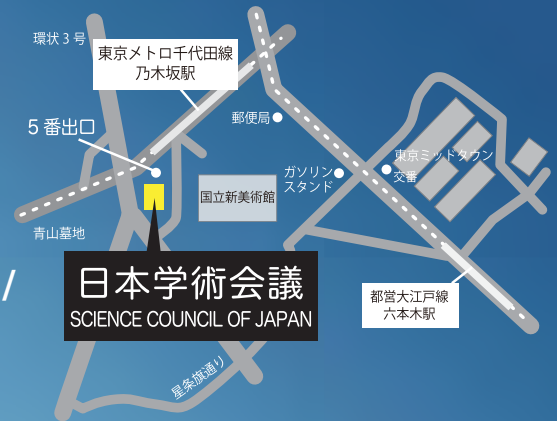 環状3号
東京メトロ千代田線
乃木坂駅
5番出口
郵便局
ガソリン
スタンド
東京ミッドタウン
交番
国立新美術館
青山墓地
日本学術会議
SCIENCE COUNCIL OF JAPAN
都営大江戸線
六本木駅
星条旗通り
/